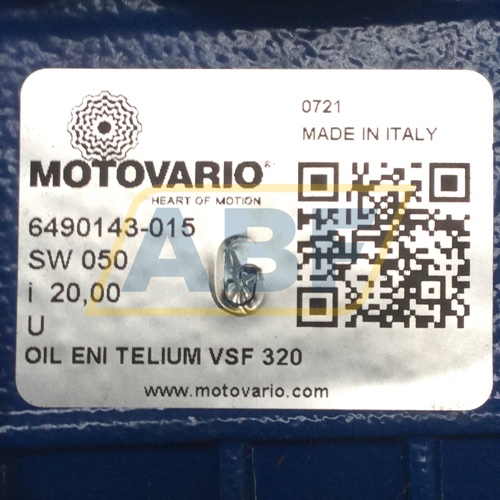 0721
MADE IN ITALY
MOTOVARIO®
HEART OF MOTION
6490143-015
SW 050
i 20,00
U
OIL ENI TELIUM VSF 320
www.motovario.com
ABF